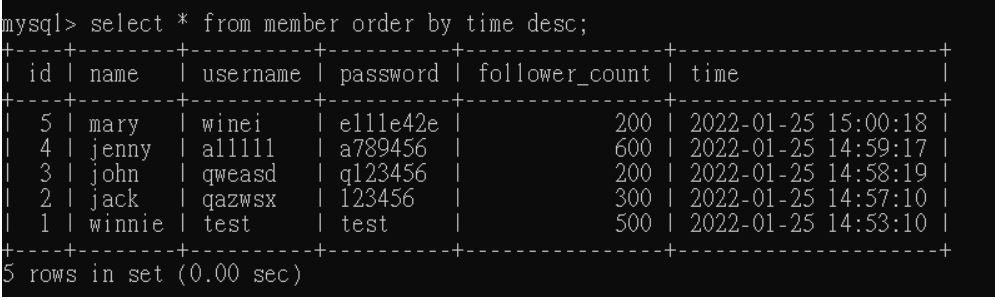 mysql> select * from member order by time desc;
+----+--------+----------+----------+----------------+---------------------+
| id | name | username | password | follower_count | time |
+----+--------+----------+----------+----------------+---------------------+
| 5 | mary | winei | e111e42e | 200 | 2022-01-25 15:00:18 |
| 4 | jenny | a11111 | a789456 | 600 | 2022-01-25 14:59:17 |
| 3 | john | qweasd | q123456 | 200 | 2022-01-25 14:58:19 |
| 2 | jack | qazwsx | 123456 | 300 | 2022-01-25 14:57:10 |
| 1 | winnie | test | test | 500 | 2022-01-25 14:53:10 |
+----+--------+----------+----------+----------------+---------------------+
5 rows in set (0.00 sec)